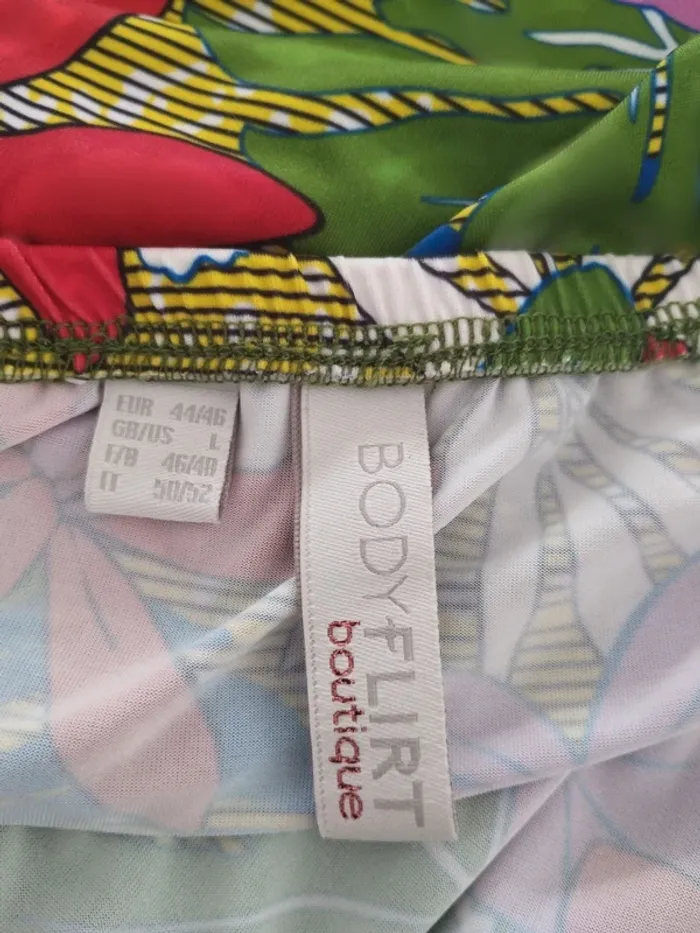 EUR 44/46
GB/US L
F/B 46/48
IT 50/52
BODYFLIRT
boutique